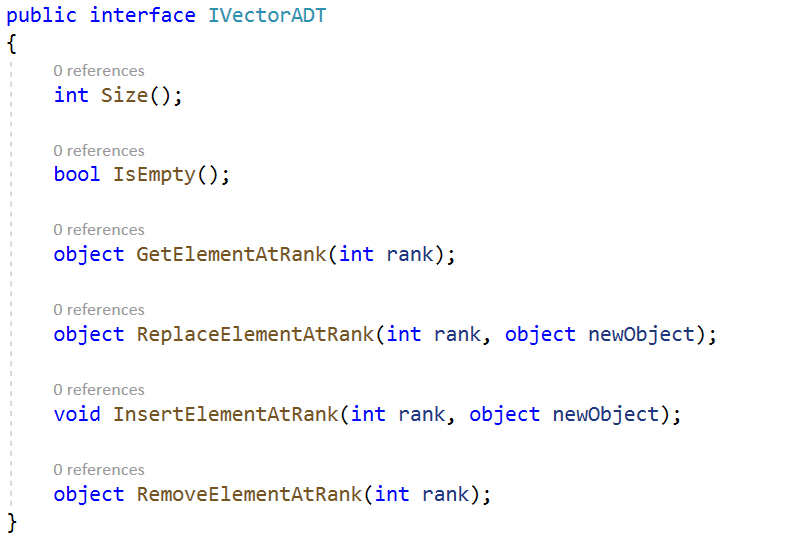 public interface IVectorADT
{
0 references
int Size();
0 references
bool IsEmpty();
0 references
object GetElementAtRank(int rank);
0 references
object ReplaceElementAtRank(int rank, object newObject);
0 references
void InsertElementAtRank(int rank, object newObject);
0 references
object RemoveElementAtRank(int rank);
}